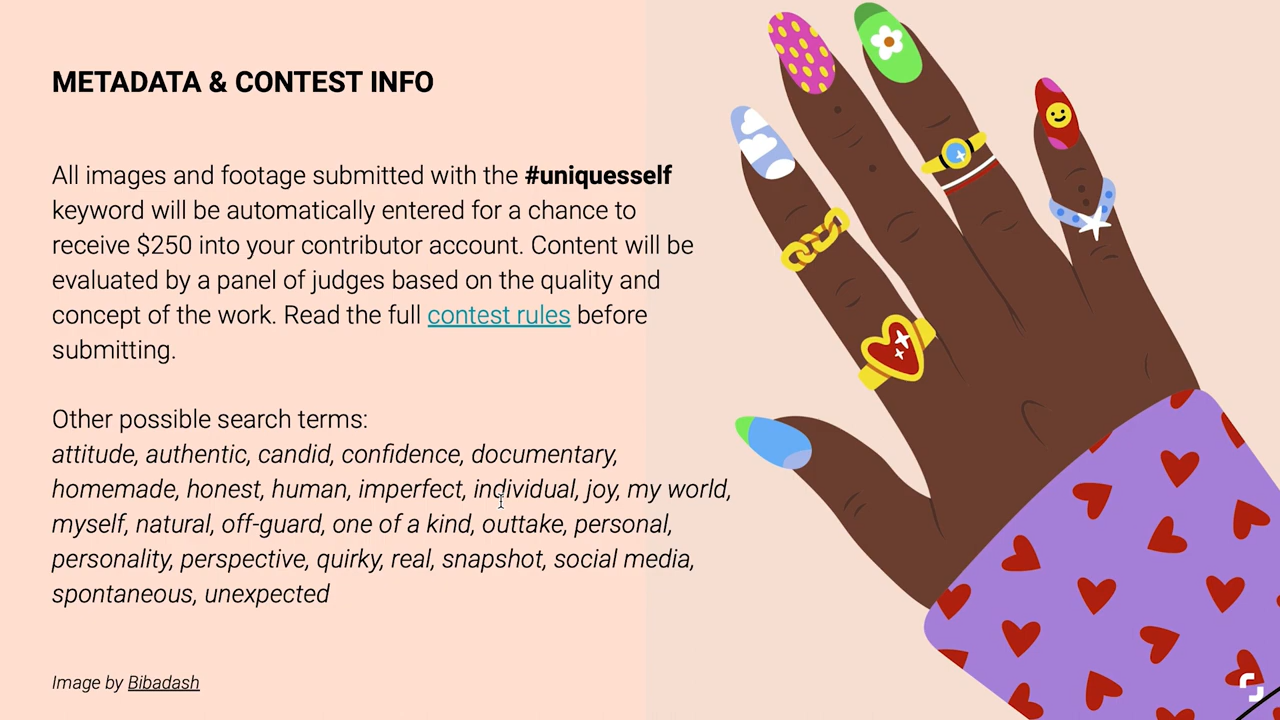 METADATA & CONTEST INFO
All images and footage submitted with the #uniquesself
keyword will be automatically entered for a chance to
receive $250 into your contributor account. Content will be
evaluated by a panel of judges based on the quality and
concept of the work. Read the full contest rules before
submitting.
Other possible search terms:
attitude, authentic, candid, confidence, documentary,
homemade, honest, human, imperfect, individual, joy, my world,
myself, natural, off-guard, one of a kind, outtake, personal,
personality, perspective, quirky, real, snapshot, social media,
spontaneous, unexpected
Image by Bibadash